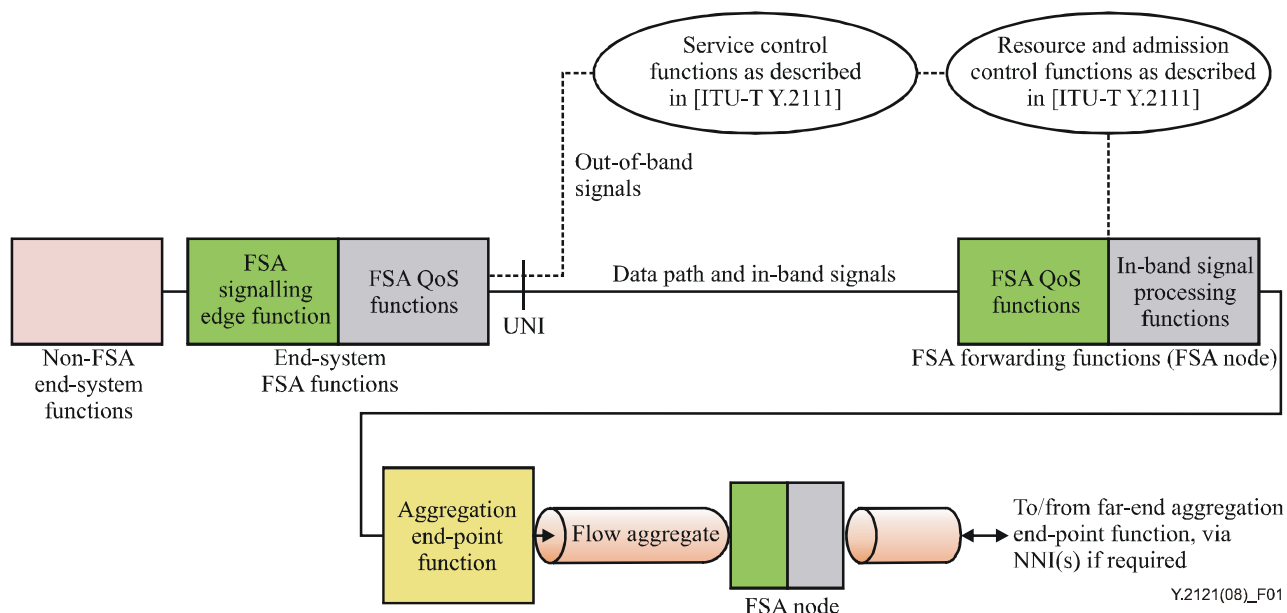 Service control
functions as described
in [ITU-T Y.2111]
Resource and admission
control functions as described
in [ITU-T Y.2111]
Out-of-band
signals
FSA
signalling
edge function
FSA QoS
functions
UNI
Data path and in-band signals
FSA QoS
functions
In-band signal
processing
functions
Non-FSA
end-system
functions
End-system
FSA functions
FSA forwarding functions (FSA node)
Aggregation
end-point
function
Flow aggregate
FSA node
To/from far-end aggregation
end-point function, via
NNI(s) if required
Y.2121(08)_F01